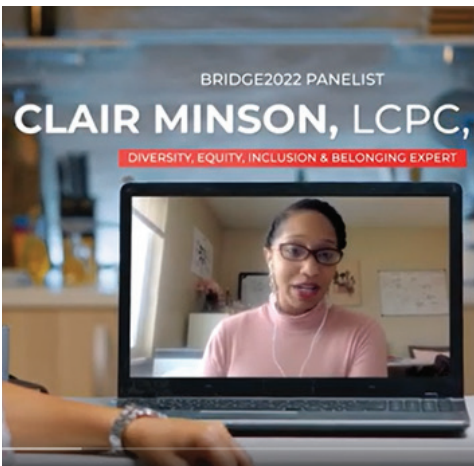 BRIDGE2022 PANELIST
CLAIR MINSON, LCPC,
DIVERSITY, EQUITY, INCLUSION & BELONGING EXPERT